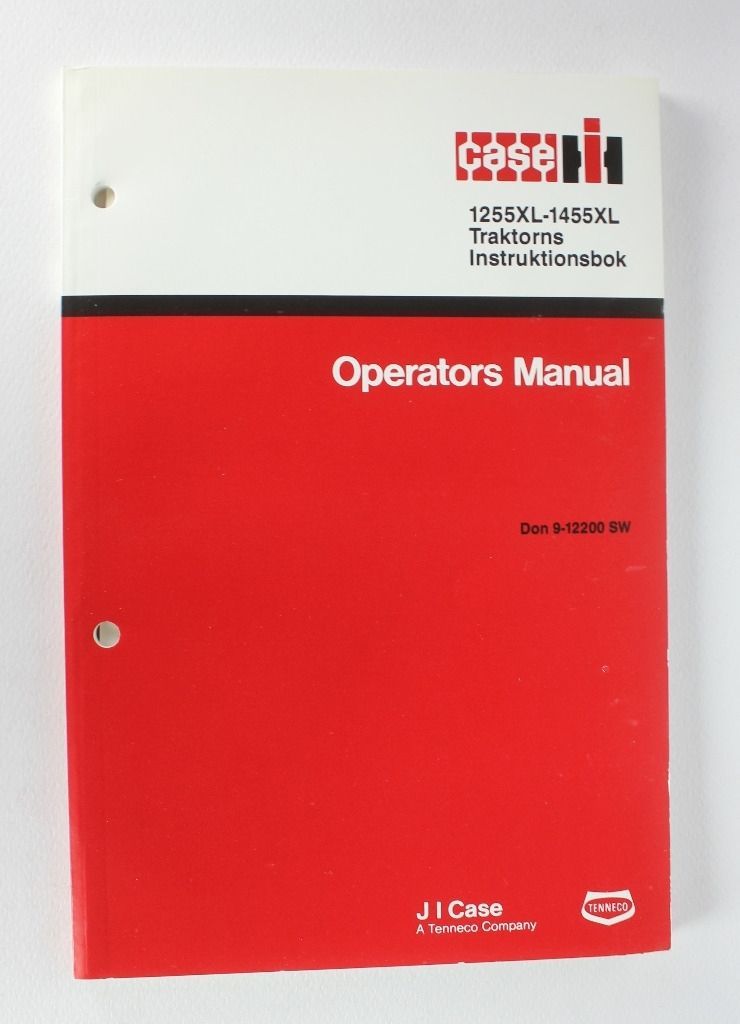 case IH
1255XL-1455XL
Traktorns
Instruktionsbok
Operators Manual
Don 9-12200 SW
J I Case
A Tenneco Company
TENNECO